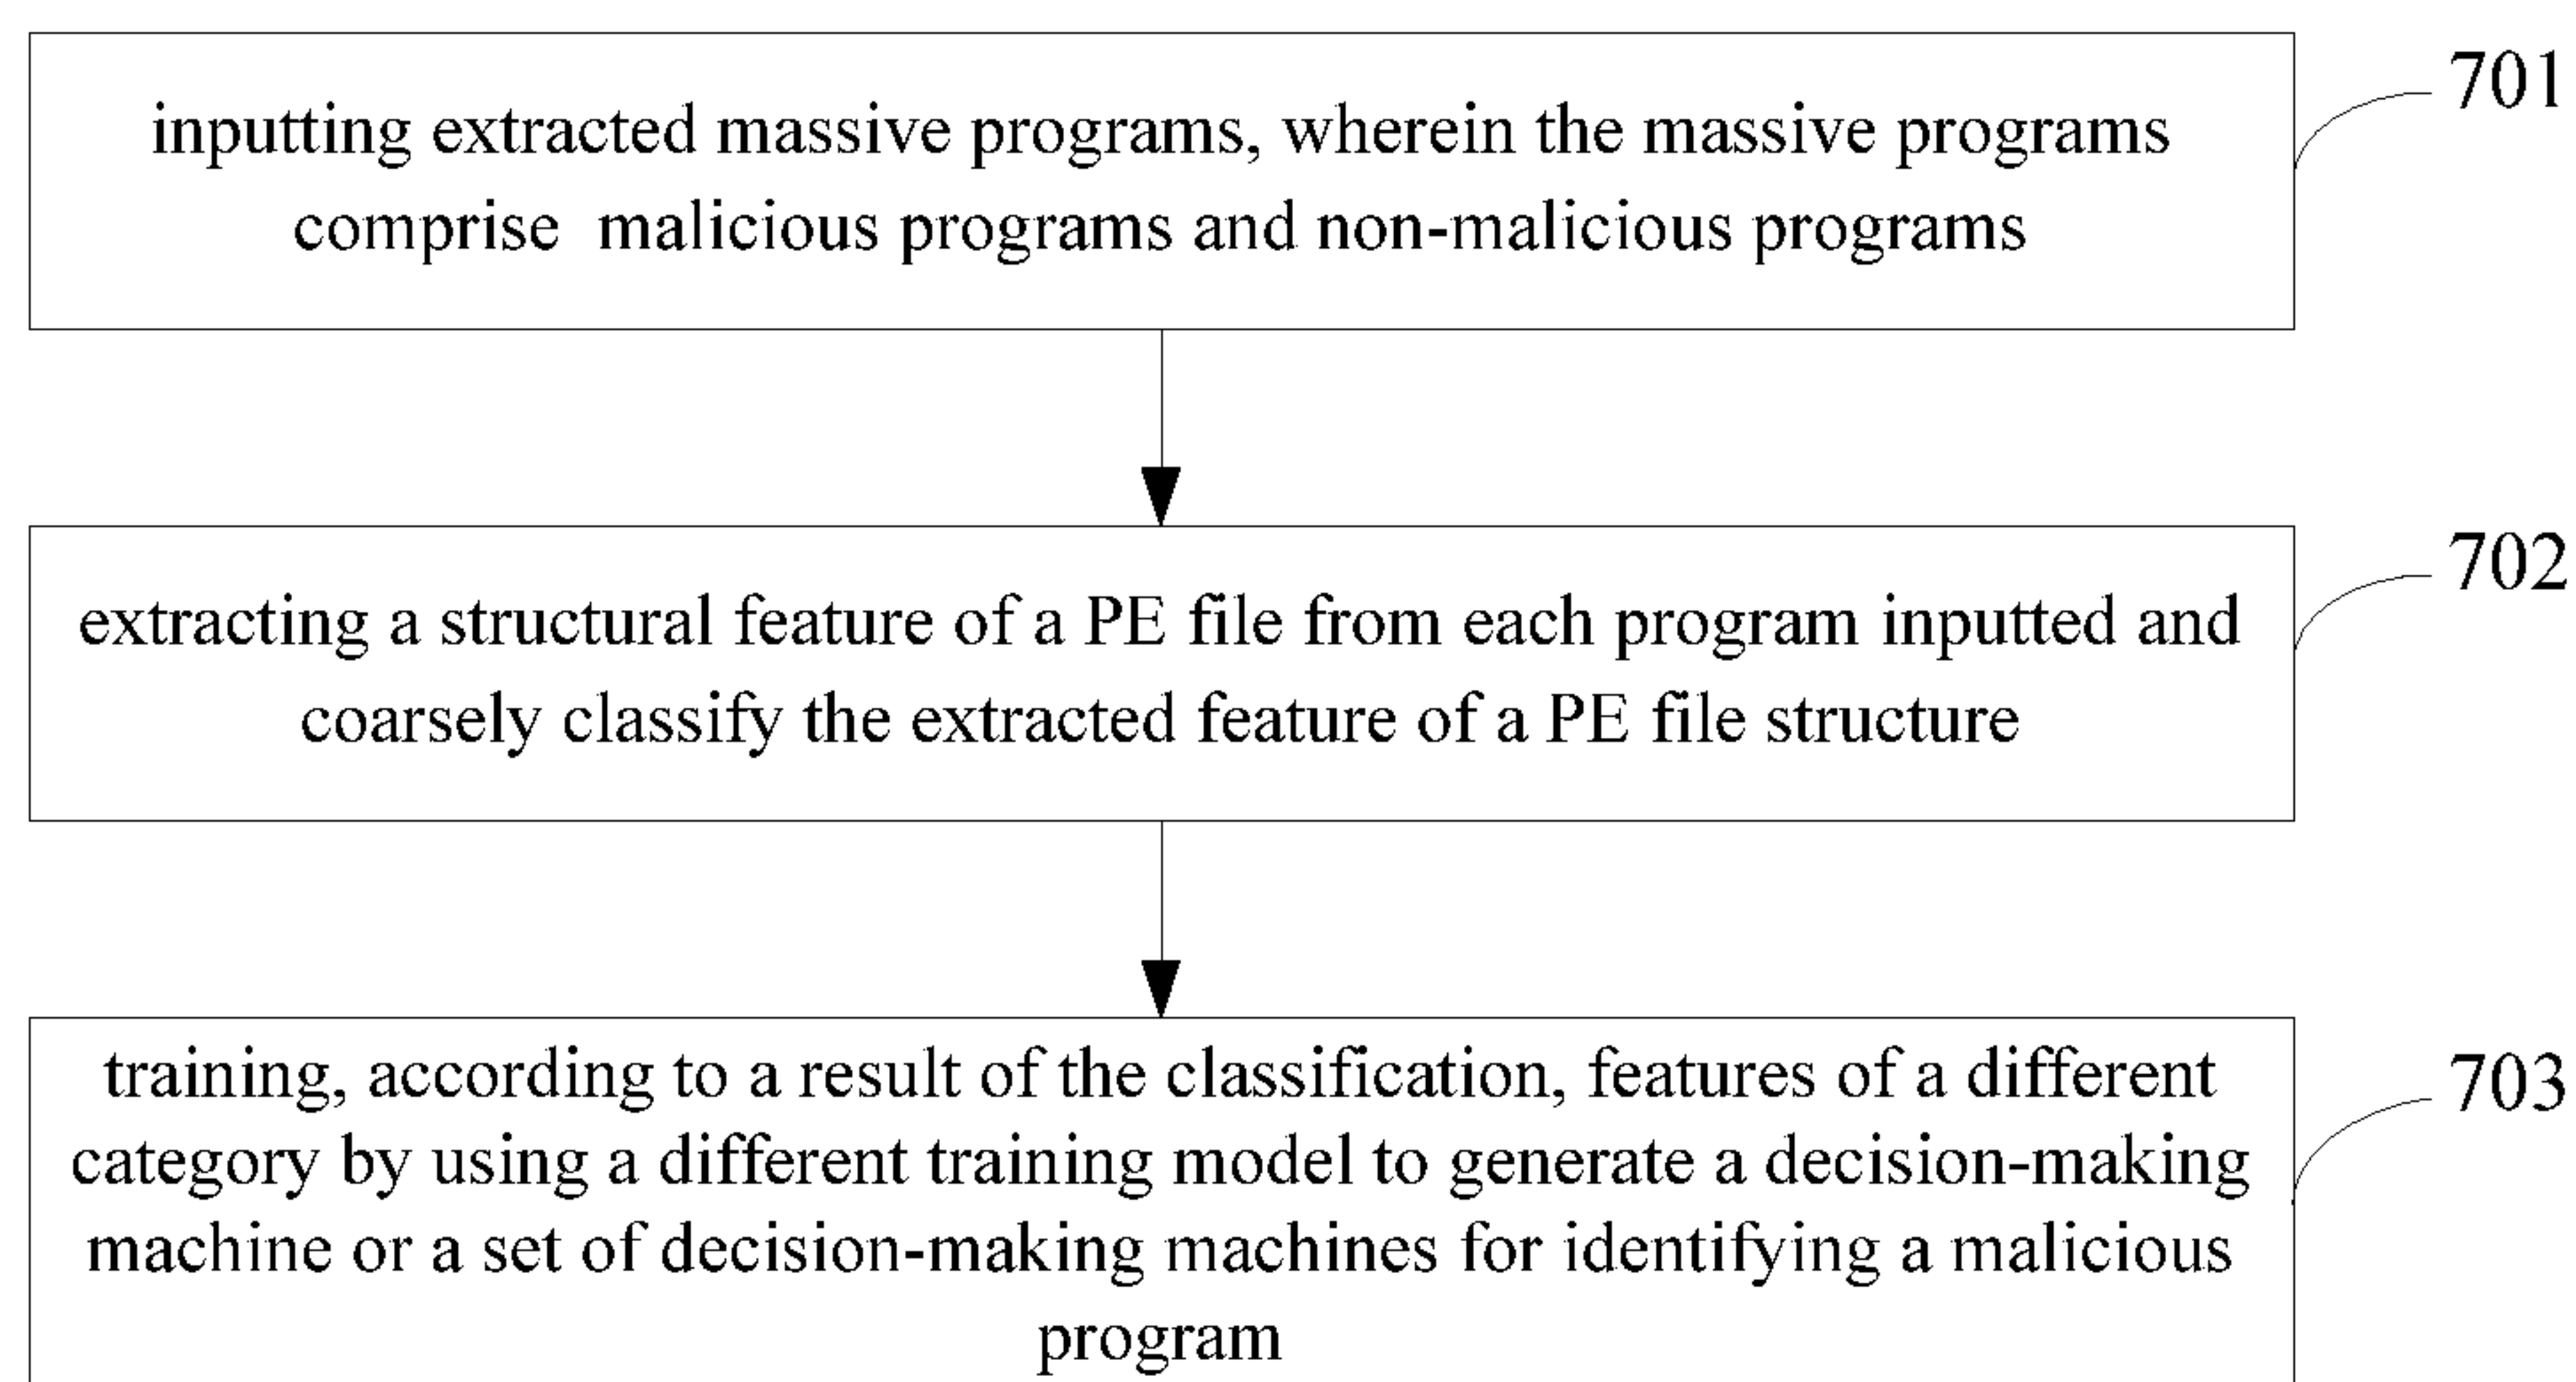 701
inputting extracted massive programs, wherein the massive programs
comprise malicious programs and non-malicious programs
702
extracting a structural feature of a PE file from each program inputted and
coarsely classify the extracted feature of a PE file structure
703
training, according to a result of the classification, features of a different
category by using a different training model to generate a decision-making
machine or a set of decision-making machines for identifying a malicious
program